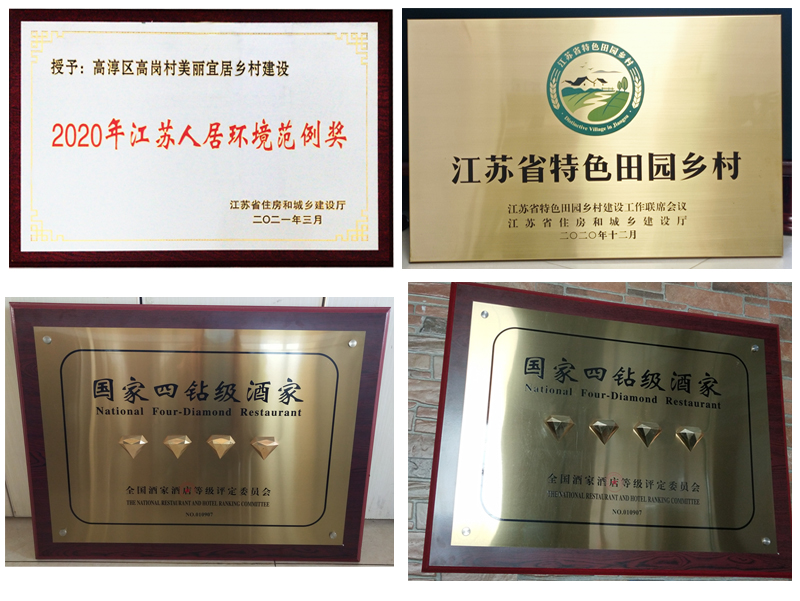 授予：高淳区高岗村美丽宜居乡村建设
2020年江苏人居环境范例奖
江苏省住房和城乡建设厅
二〇二一年三月
江苏省特色田园乡村
Distinctive Village in Jiangsu
江苏省特色田园乡村
江苏省特色田园乡村建设工作联席会议
江苏省住房和城乡建设厅
二〇二〇年十二月
国家四钻级酒家
National Four-Diamond Restaurant
全国酒家酒店等级评定委员会
THE NATIONAL RESTAURANT AND HOTEL RANKING COMMITTEE
NO.010907
国家四钻级酒家
National Four-Diamond Restaurant
全国酒家酒店等级评定委员会
THE NATIONAL RESTAURANT AND HOTEL RANKING COMMITTEE
NO.010907